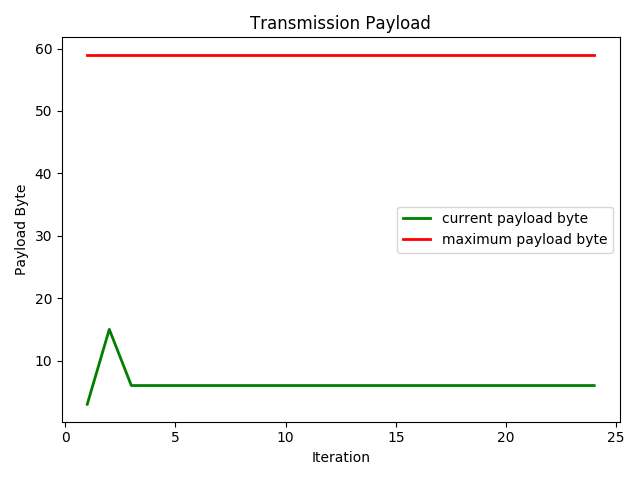 Transmission Payload
60
50
40
30
20
10
Payload Byte
current payload byte
maximum payload byte
0 5 10 15 20 25
Iteration